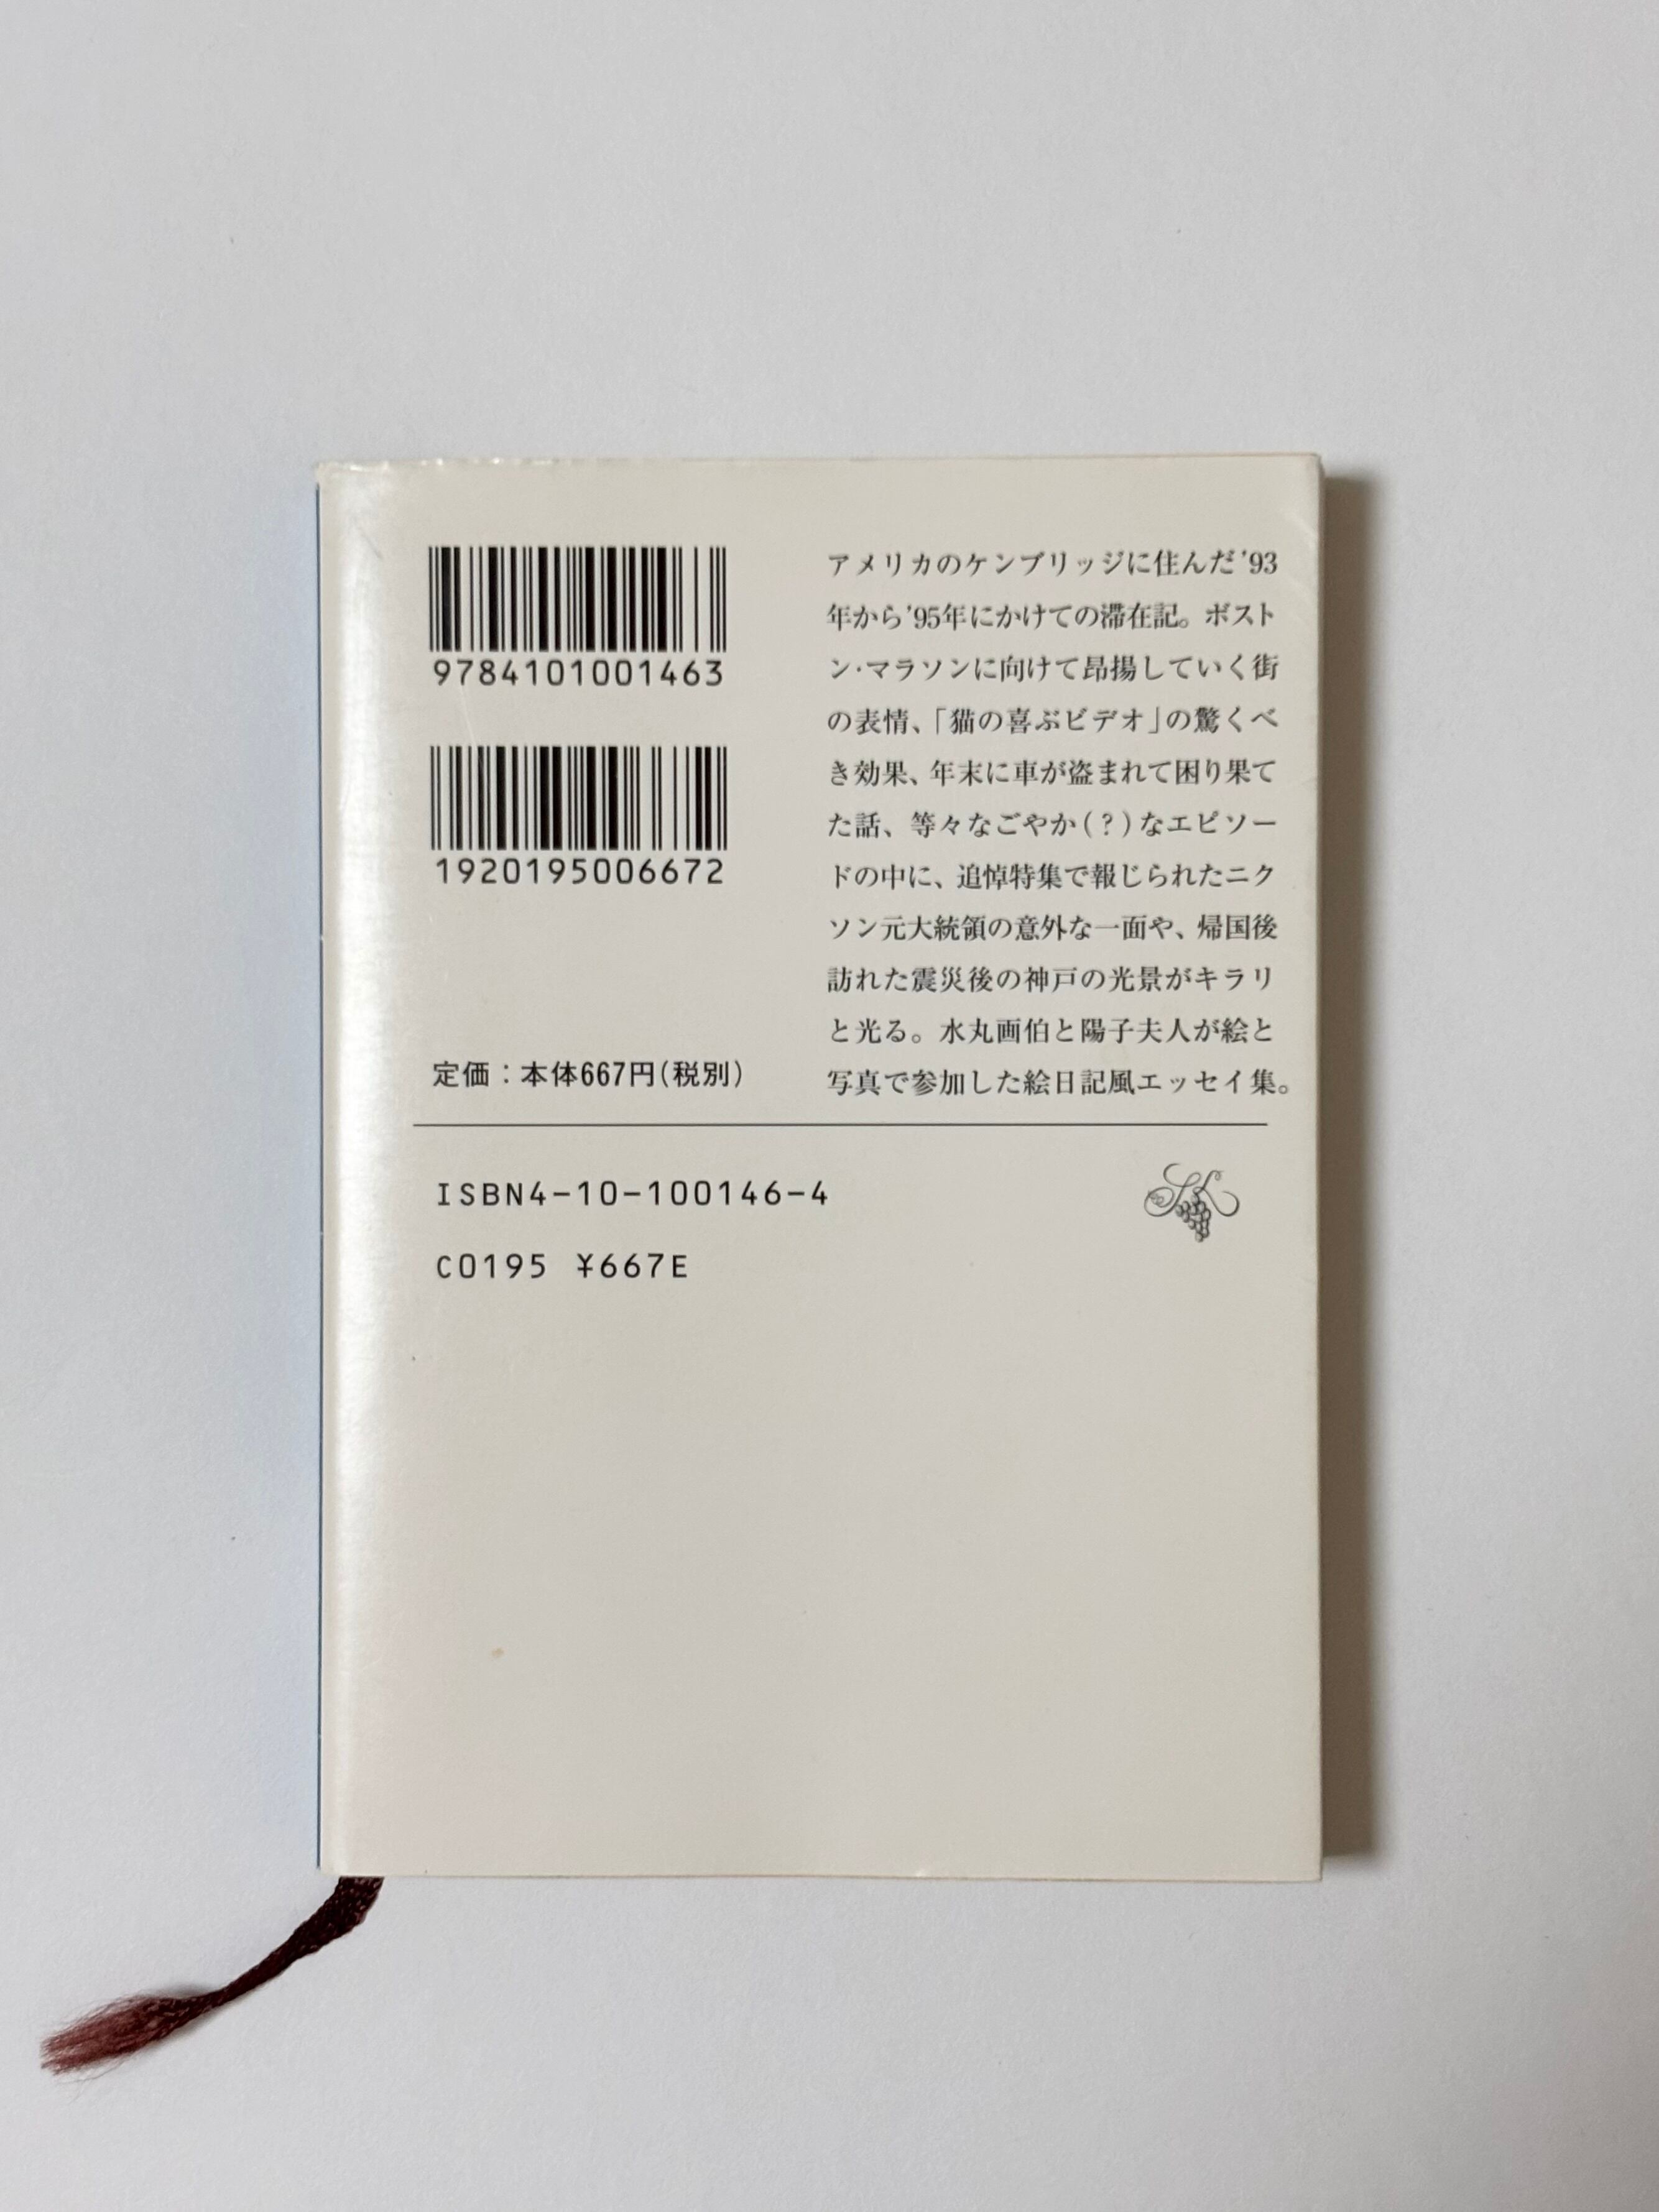 9784101001463
1920195006672
定価：本体667円(税別)
アメリカのケンブリッジに住んだ’93
年から’95年にかけての滞在記。ボスト
ン・マラソンに向けて昂揚していく街
の表情、「猫の喜ぶビデオ」の驚くべ
き効果、年末に車が盗まれて困り果て
た話、等々なごやか(？)なエピソー
ドの中に、追悼特集で報じられたニク
ソン元大統領の意外な一面や、帰国後
訪れた震災後の神戸の光景がキラリ
と光る。水丸画伯と陽子夫人が絵と
写真で参加した絵日記風エッセイ集。
ISBN4-10-100146-4
C0195 ¥667E